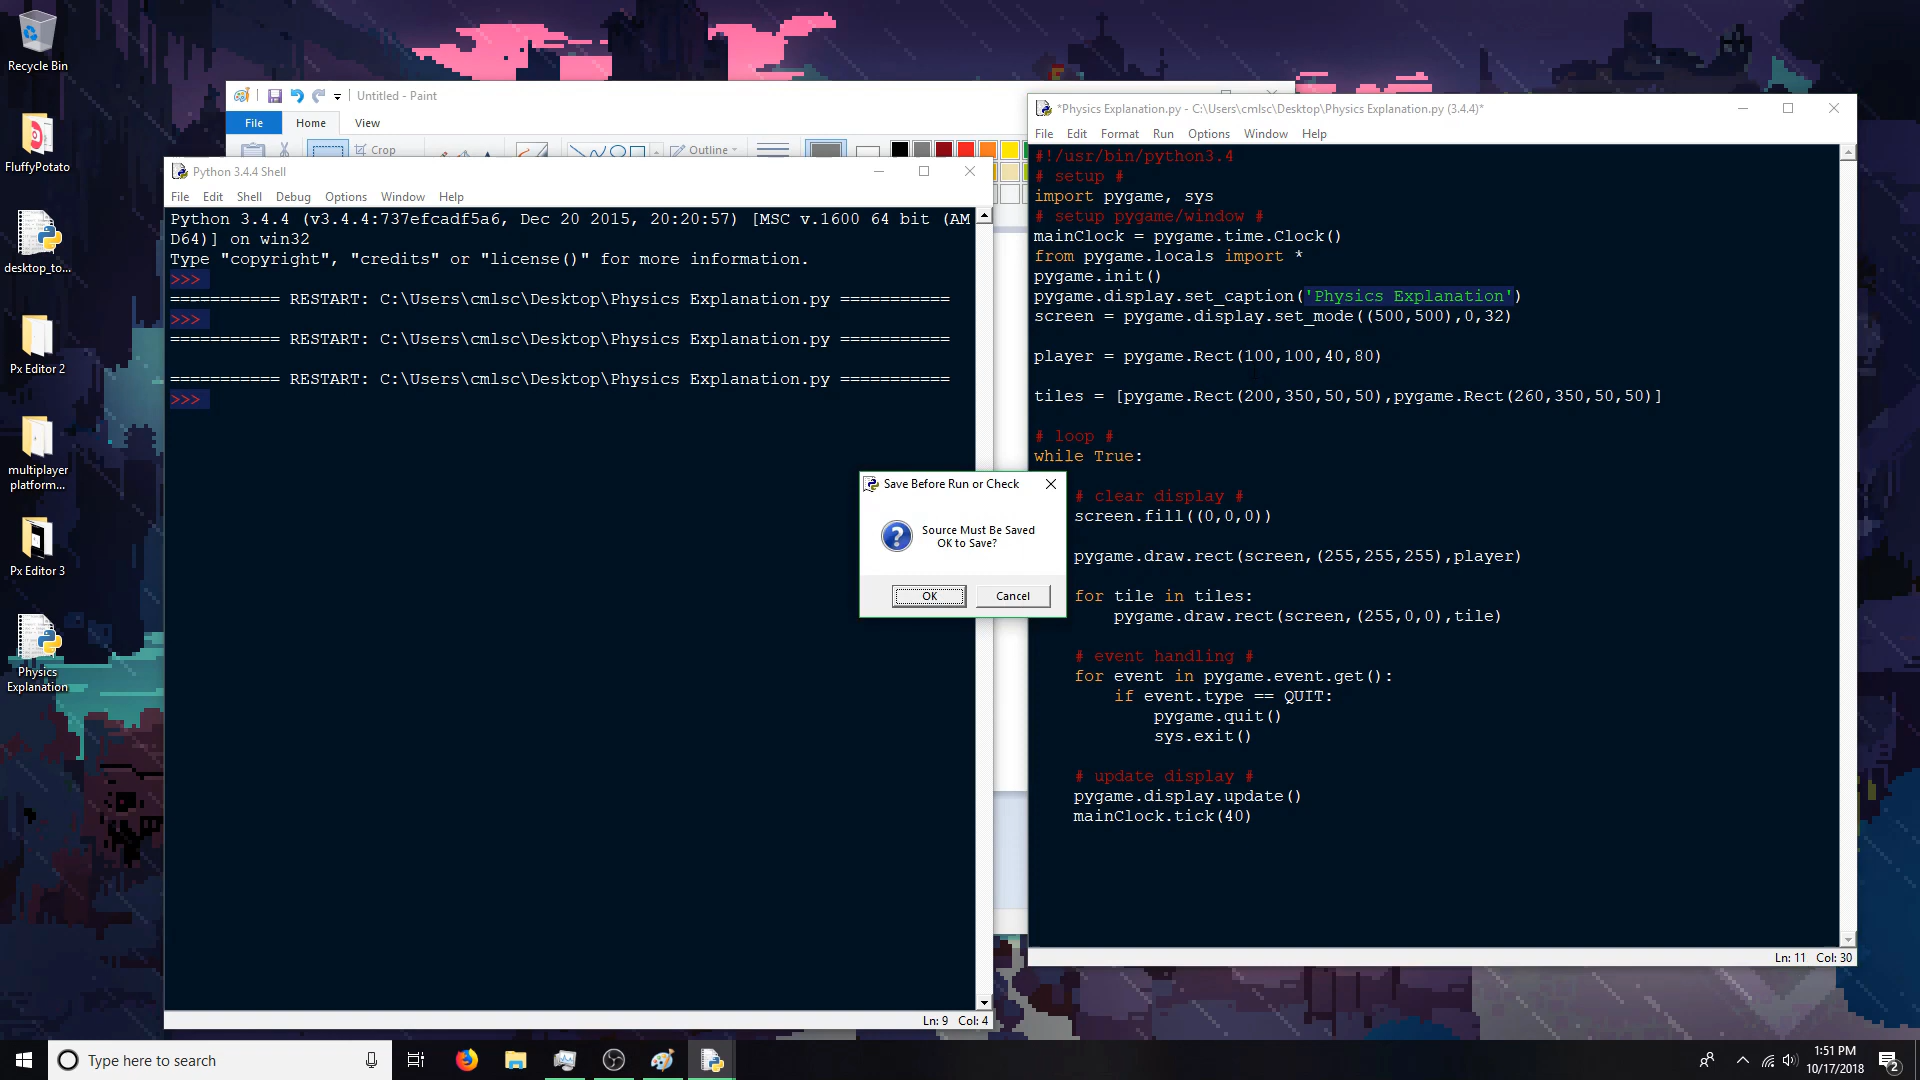 Recycle Bin
FluffyPotato
desktop_to...
Px Editor 2
multiplayer
platform...
Px Editor 3
Physics
Explanation
Untitled - Paint
File
Home
View
Crop
Outline
Python 3.4.4 Shell
File Edit Shell Debug Options Window Help
Python 3.4.4 (v3.4.4:737efcadf5a6, Dec 20 2015, 20:20:57) [MSC v.1600 64 bit (AM
D64)] on win32
Type "copyright", "credits" or "license()" for more information.
>>>
=========== RESTART: C:\Users\cmlsc\Desktop\Physics Explanation.py ===========
>>>
=========== RESTART: C:\Users\cmlsc\Desktop\Physics Explanation.py ===========
=========== RESTART: C:\Users\cmlsc\Desktop\Physics Explanation.py ===========
>>>
Ln: 9 Col: 4
Save Before Run or Check
Source Must Be Saved
OK to Save?
OK
Cancel
*Physics Explanation.py - C:\Users\cmlsc\Desktop\Physics Explanation.py (3.4.4)*
File Edit Format Run Options Window Help
#!/usr/bin/python3.4
# setup #
import pygame, sys
# setup pygame/window #
mainClock = pygame.time.Clock()
from pygame.locals import *
pygame.init()
pygame.display.set_caption('Physics Explanation')
screen = pygame.display.set_mode((500,500),0,32)
player = pygame.Rect(100,100,40,80)
tiles = [pygame.Rect(200,350,50,50),pygame.Rect(260,350,50,50)]
# loop #
while True:
# clear display #
screen.fill((0,0,0))
pygame.draw.rect(screen,(255,255,255),player)
for tile in tiles:
pygame.draw.rect(screen,(255,0,0),tile)
# event handling #
for event in pygame.event.get():
if event.type == QUIT:
pygame.quit()
sys.exit()
# update display #
pygame.display.update()
mainClock.tick(40)
Ln: 11 Col: 30
Type here to search
1:51 PM
10/17/2018
2